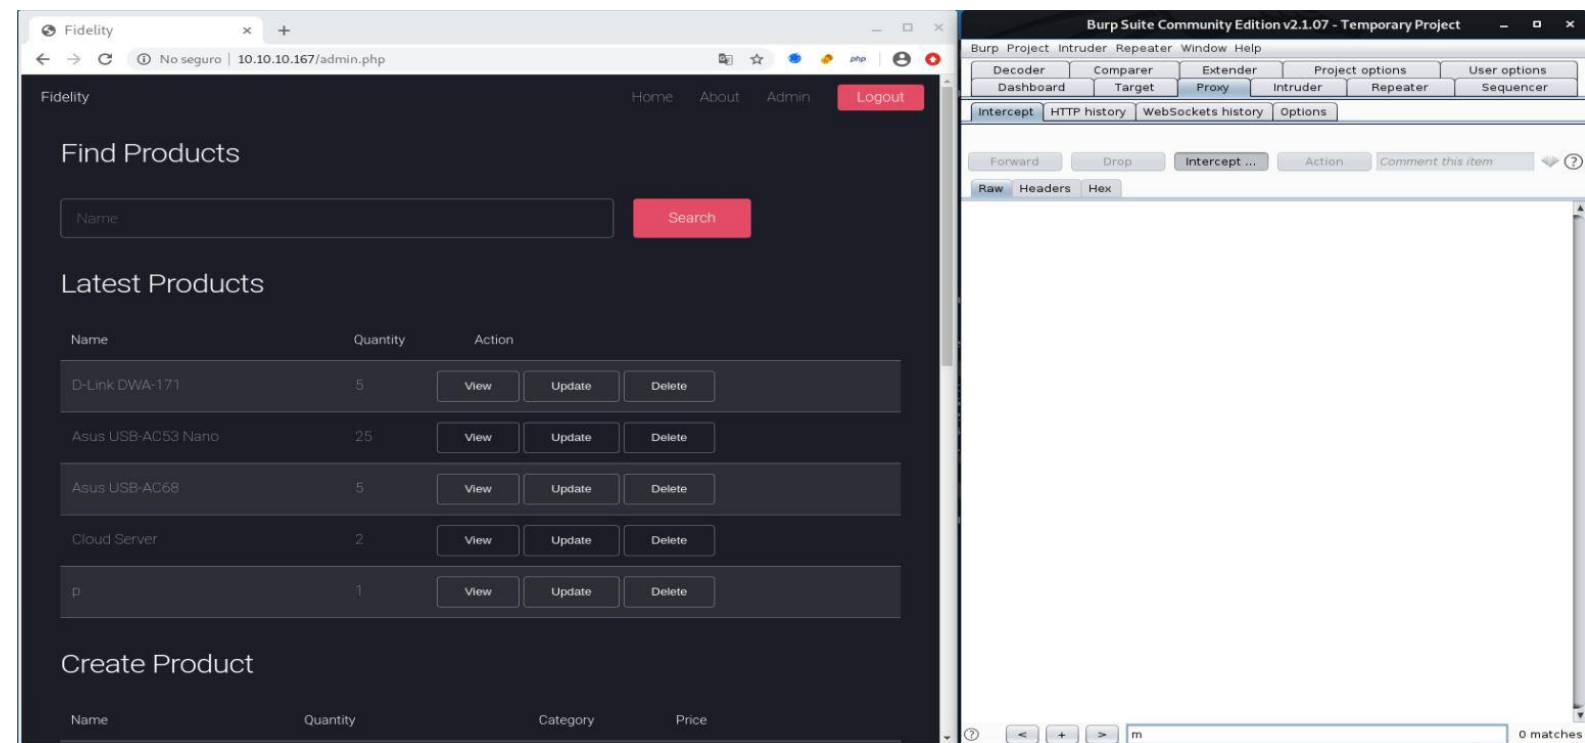 Fidelity
No seguro | 10.10.10.167/admin.php
php
Fidelity Home About Admin Logout
Find Products
Name Search
Latest Products
Name Quantity Action
D-Link DWA-171 5 View Update Delete
Asus USB-AC53 Nano 25 View Update Delete
Asus USB-AC68 5 View Update Delete
Cloud Server 2 View Update Delete
p 1 View Update Delete
Create Product
Name Quantity Category Price
Burp Suite Community Edition v2.1.07 - Temporary Project
Burp Project Intruder Repeater Window Help
Decoder Comparer Extender Project options User options
Dashboard Target Proxy Intruder Repeater Sequencer
Intercept HTTP history WebSockets history Options
Forward Drop Intercept ... Action Comment this item ?
Raw Headers Hex
? < + > m 0 matches